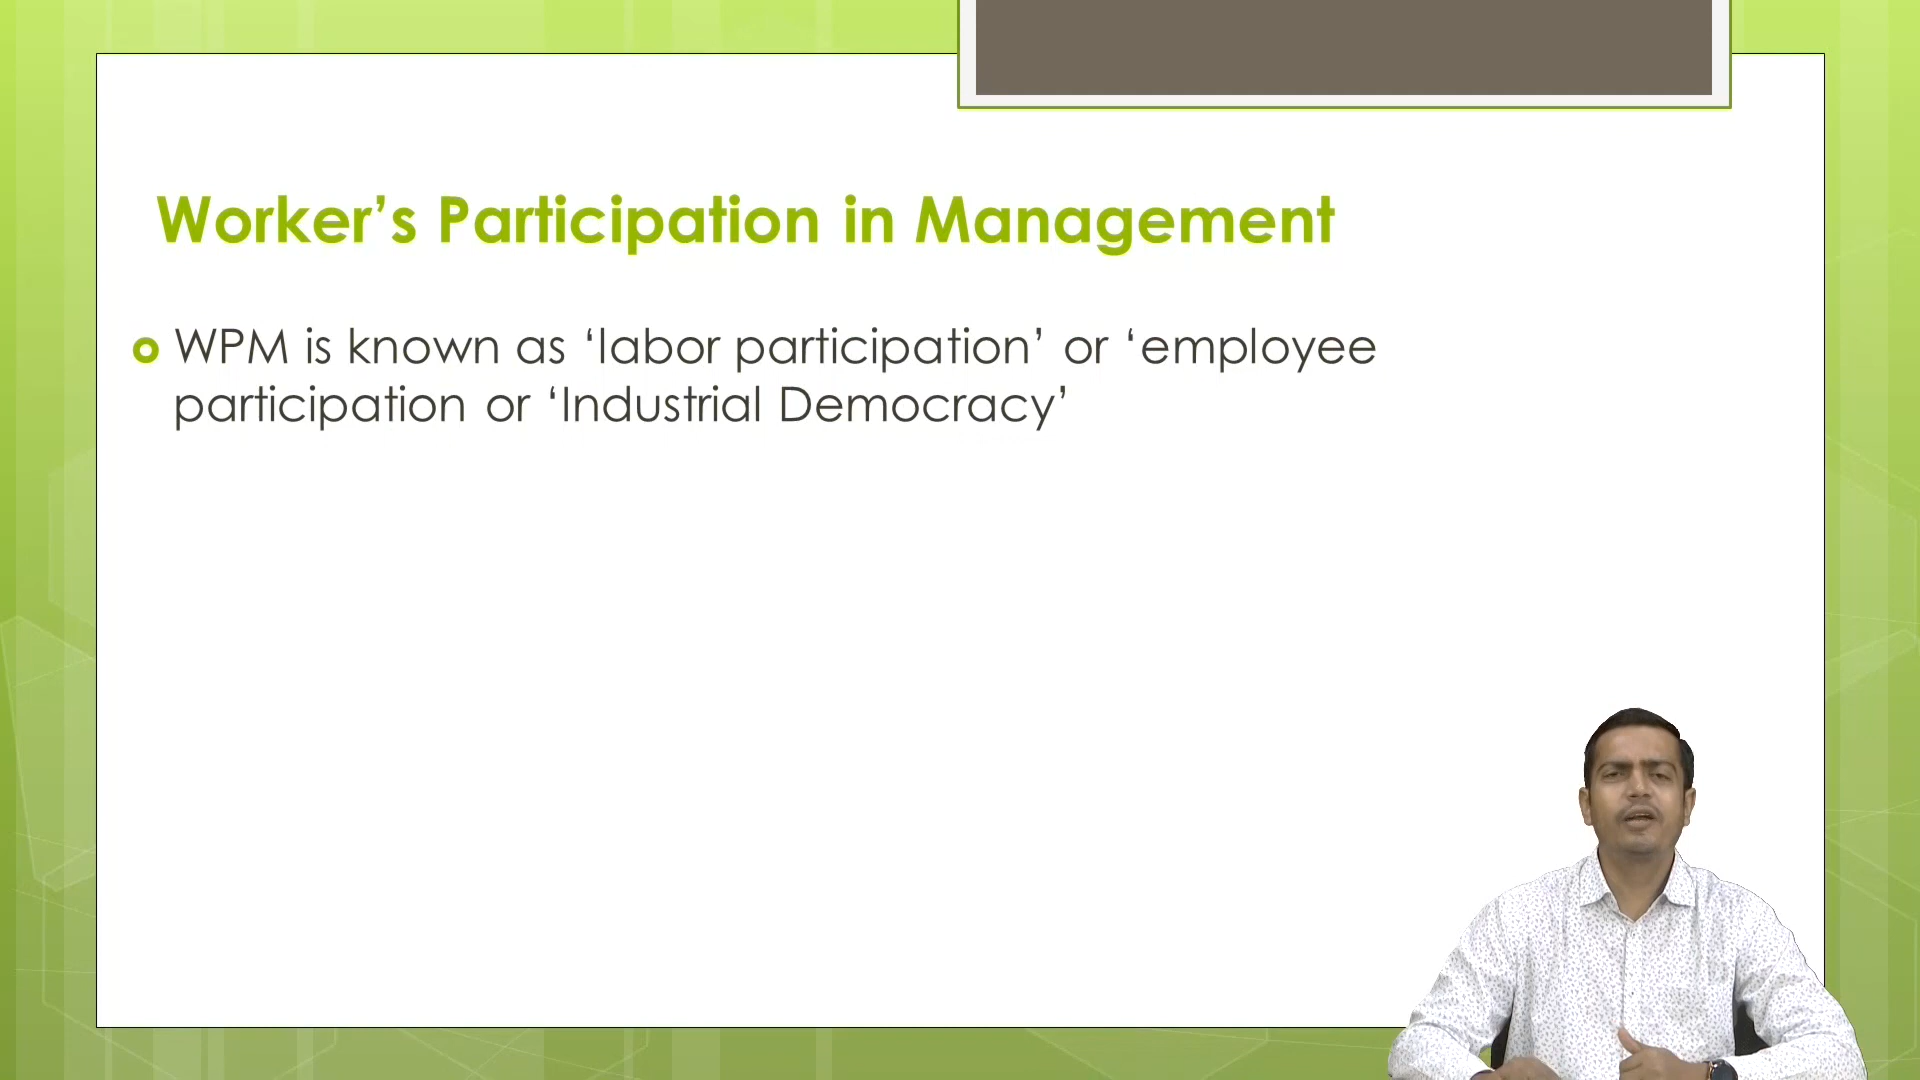 Worker’s Participation in Management
WPM is known as ‘labor participation’ or ‘employee
participation or ‘Industrial Democracy’